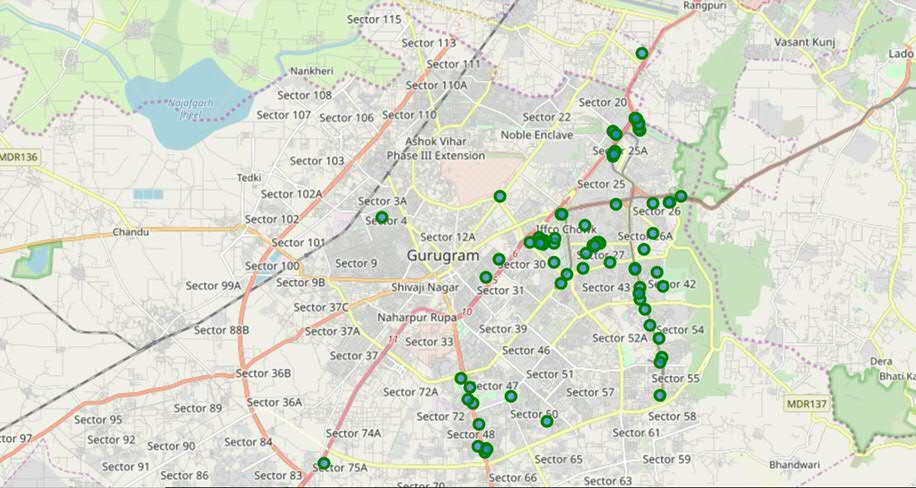 Rangpuri
Sector 115
Sector 113
Vasant Kunj
Lado
Sector 111
Nankheri
Sector 110A
Sector 108
Sector 20
Najafgarh
Jheel
Sector 107
Sector 106
Sector 110
Sector 22
Noble Enclave
Ashok Vihar
Phase III Extension
Sector 25A
MDR136
Sector 103
Tedki
Sector 25
Sector 102A
Sector 3A
Sector 26
Sector 4
Sector 102
Chandu
Iffco Chowk
Sector 12A
Sector 26A
Sector 101
Gurugram
Sector 27
Sector 100
Sector 9
Sector 30
Sector 9B
Sector 99A
Shivaji Nagar
Sector 31
Sector 43
Sector 42
Sector 37C
10
Naharpur Rupa
Sector 88B
Sector 37A
Sector 39
Sector 54
11
Sector 33
Sector 52A
Sector 37
Sector 46
Dera
Sector 36B
Sector 51
Sector 55
Bhati Ka
Sector 47
Sector 72A
Sector 57
Sector 36A
MDR137
Sector 89
Sector 50
Sector 72
Sector 58
Sector 95
Sector 74A
Sector 48
Sector 61
ctor 97
Sector 92
Sector 84
Sector 90
Sector 65
Sector 59
Sector 91
Sector 75A
Bhandwari
Sector 86
Sector 83
Sector 66
Sector 63
Sector 70